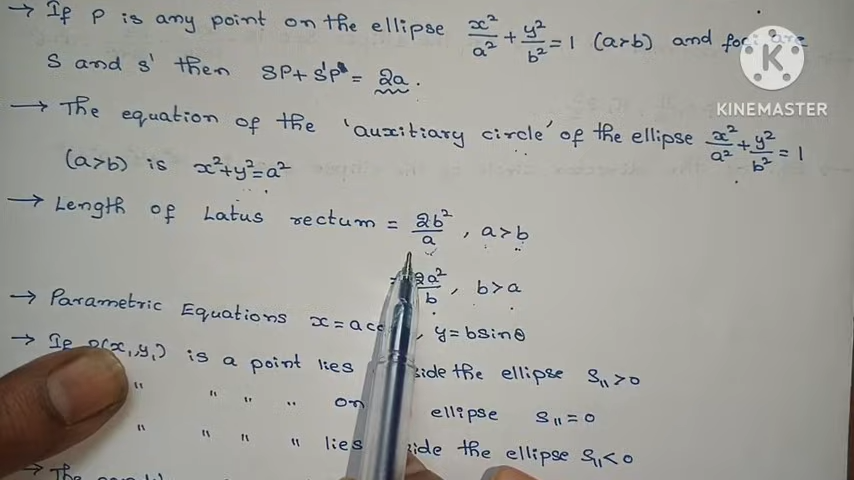 → If P is any point on the ellipse x²/a² + y²/b² = 1 (a>b) and foci are
S and S' then SP + S'P = 2a.
→ The equation of the 'auxitiary circle' of the ellipse x²/a² + y²/b² = 1
(a>b) is x²+y²=a²
→ Length of Latus rectum = 2b²/a , a>b
= 2a²/b , b>a
→ Parametric Equations x = a , y = bsinθ
→ If P(x₁,y₁) is a point lies the ellipse S₁₁>0
" " " " on ellipse S₁₁=0
" " " " lies the ellipse S₁₁<0
→ The
K
KINEMASTER